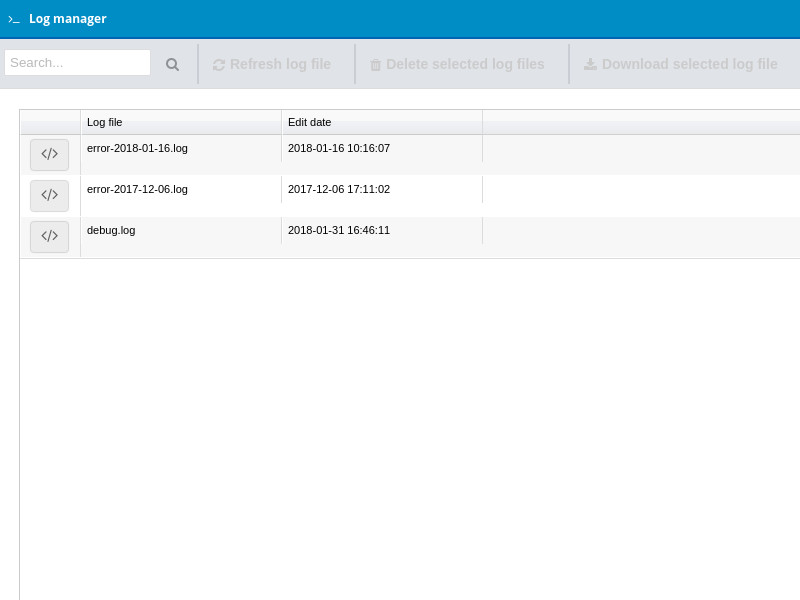 Log manager
Search...
Refresh log file
Delete selected log files
Download selected log file
Log file Edit date
</> error-2018-01-16.log 2018-01-16 10:16:07
</> error-2017-12-06.log 2017-12-06 17:11:02
</> debug.log 2018-01-31 16:46:11